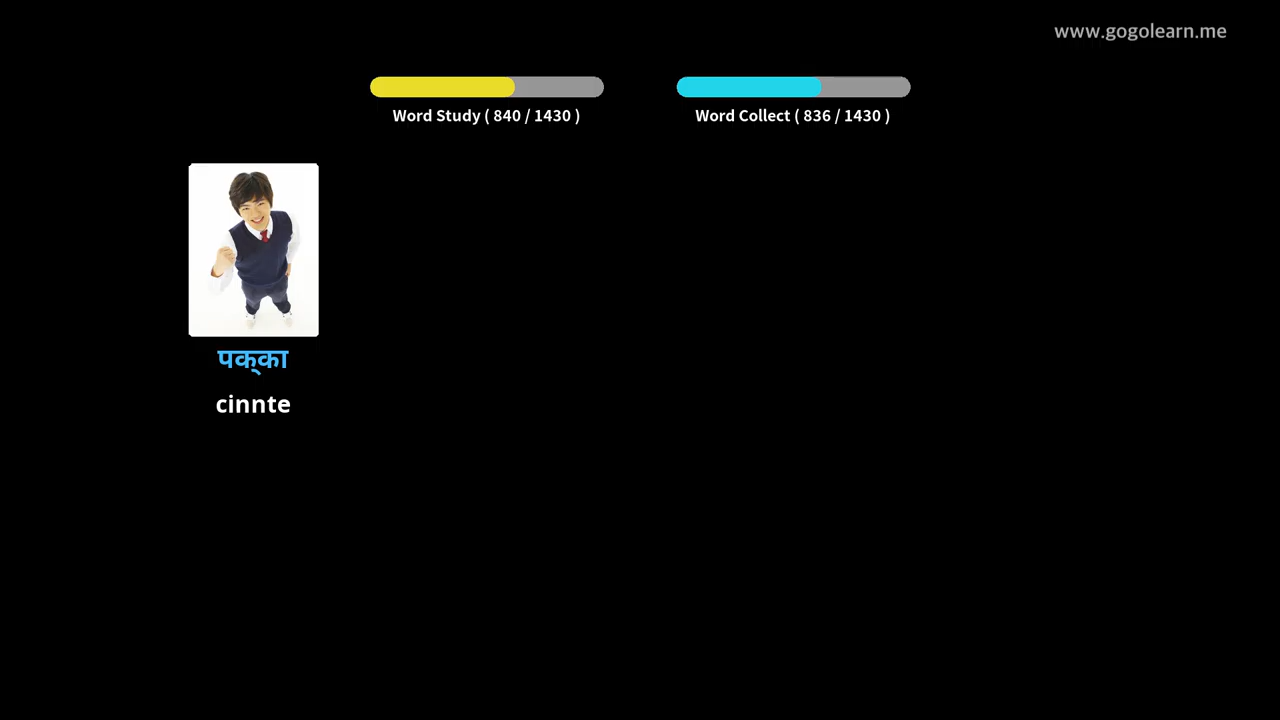 www.gogolearn.me
Word Study ( 840 / 1430 )
Word Collect ( 836 / 1430 )
पक्का
cinnte